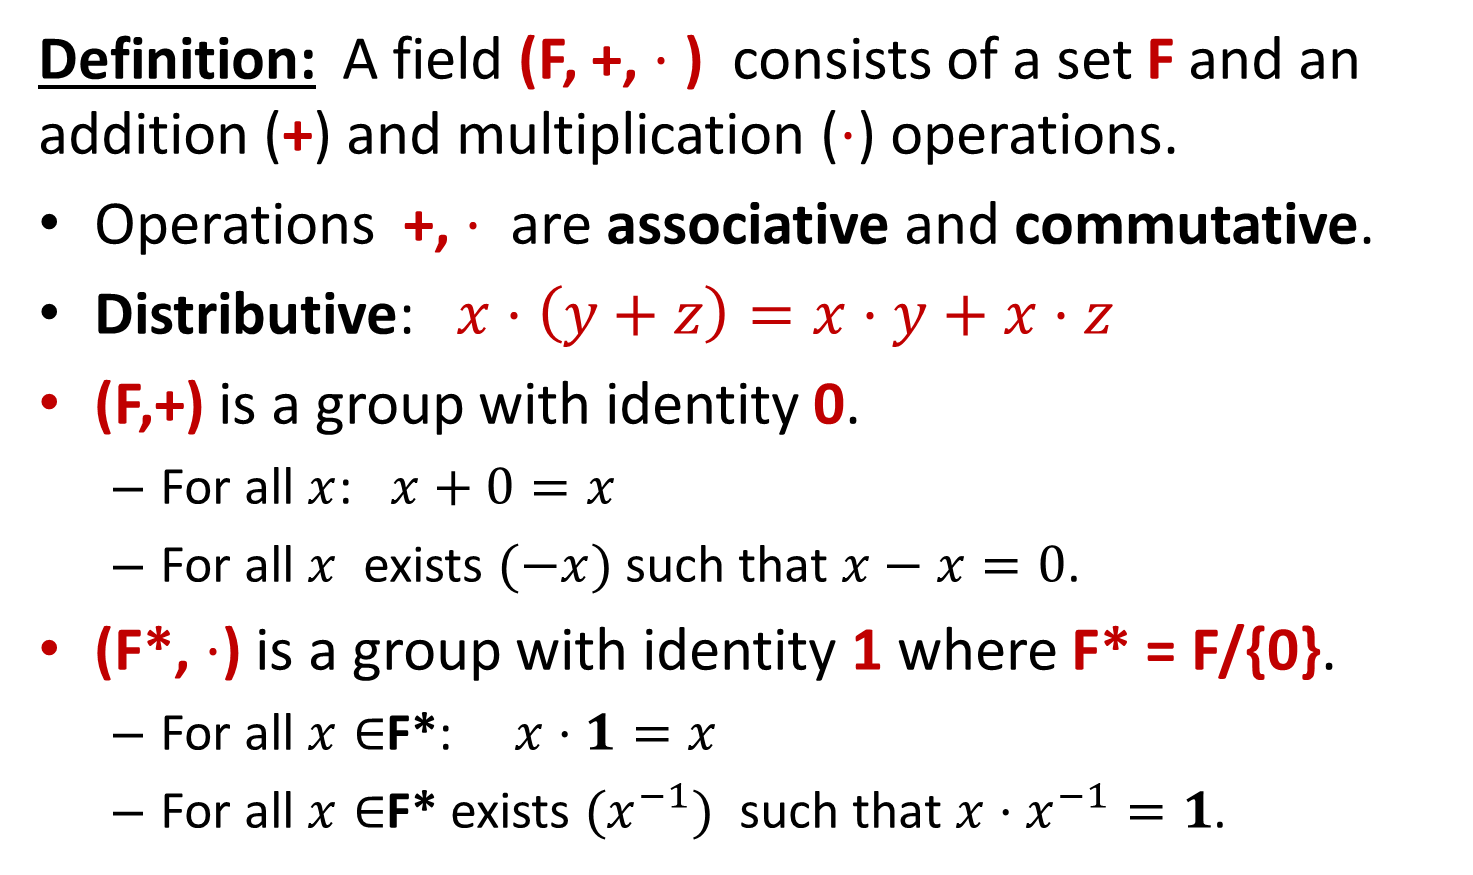 Definition: A field (F, +, · ) consists of a set F and an
addition (+) and multiplication (·) operations.
• Operations +, · are associative and commutative.
• Distributive: x · (y + z) = x · y + x · z
• (F,+) is a group with identity 0.
– For all x: x + 0 = x
– For all x exists (−x) such that x − x = 0.
• (F*, ·) is a group with identity 1 where F* = F/{0}.
– For all x ∈F*: x · 1 = x
– For all x ∈F* exists (x⁻¹) such that x · x⁻¹ = 1.